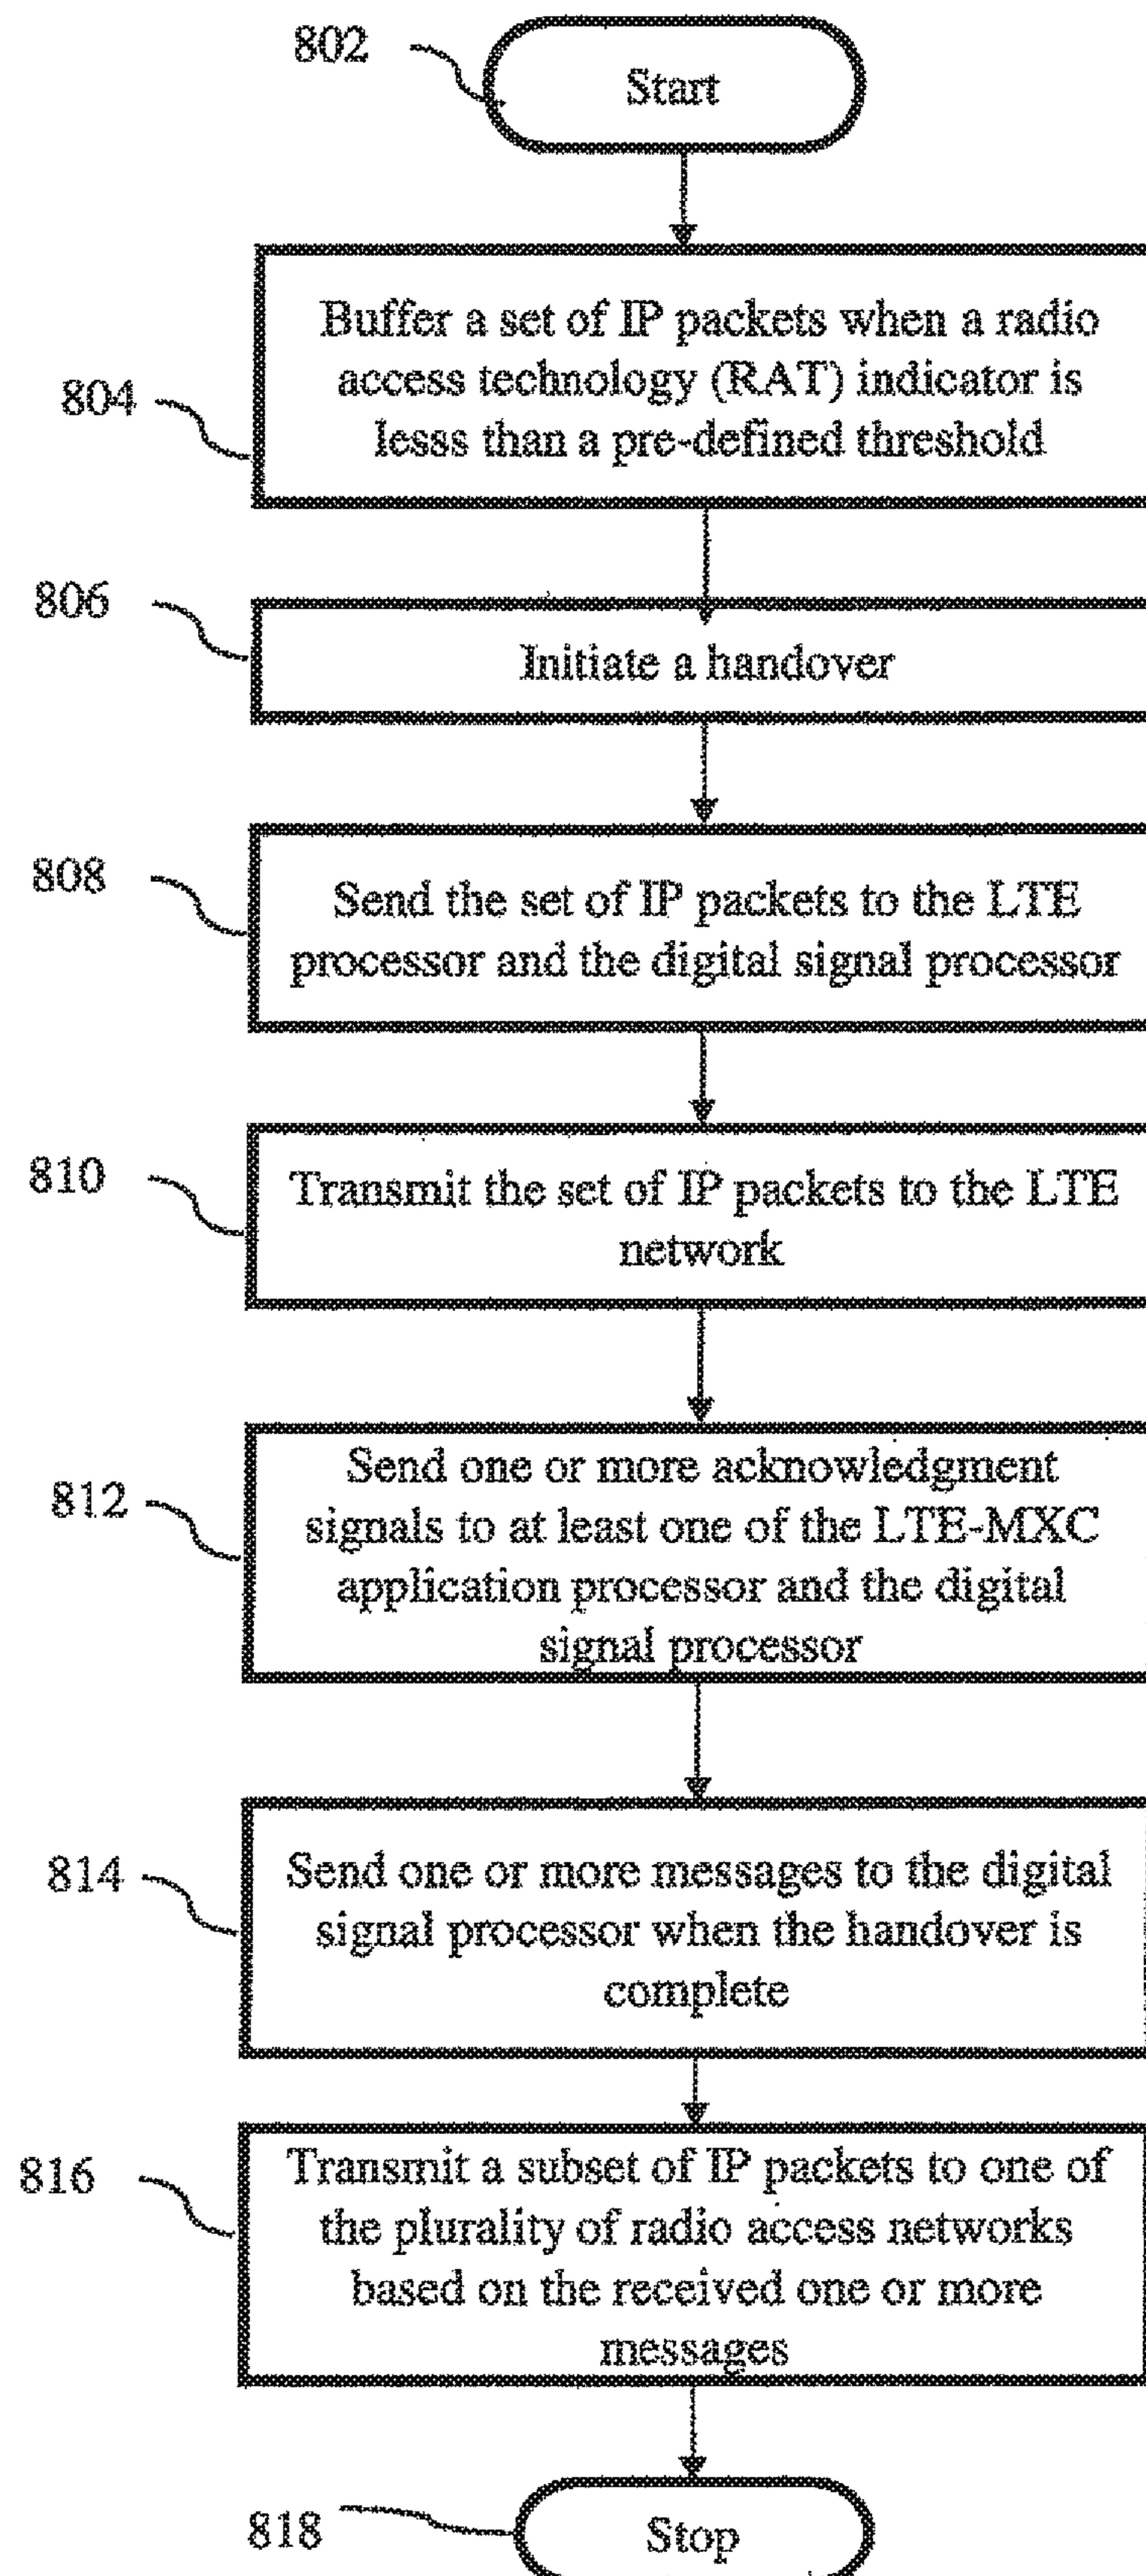 802
Start
804
Buffer a set of IP packets when a radio
access technology (RAT) indicator is
lesss than a pre-defined threshold
806
Initiate a handover
808
Send the set of IP packets to the LTE
processor and the digital signal processor
810
Transmit the set of IP packets to the LTE
network
812
Send one or more acknowledgment
signals to at least one of the LTE-MXC
application processor and the digital
signal processor
814
Send one or more messages to the digital
signal processor when the handover is
complete
816
Transmit a subset of IP packets to one of
the plurality of radio access networks
based on the received one or more
messages
818
Stop